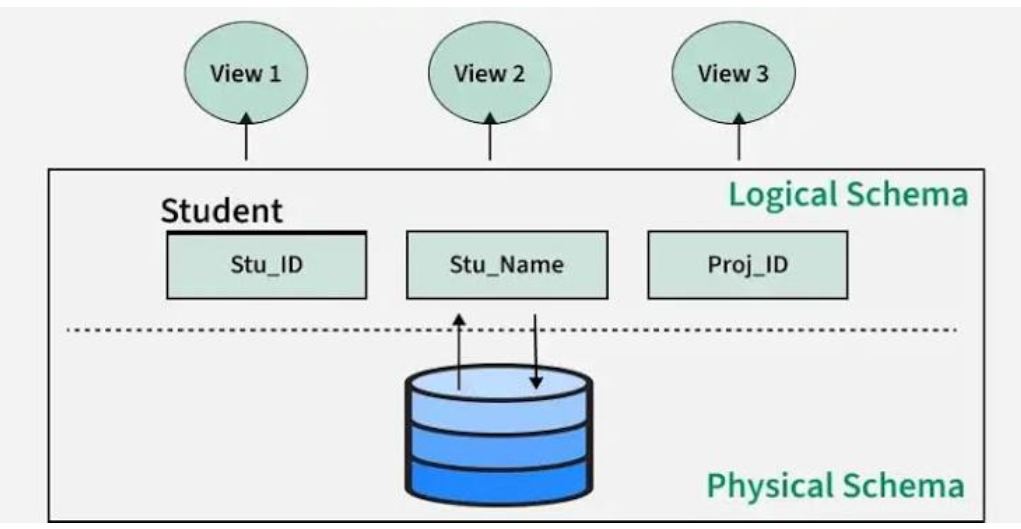 View 1
View 2
View 3
Logical Schema
Student
Stu_ID
Stu_Name
Proj_ID
Physical Schema